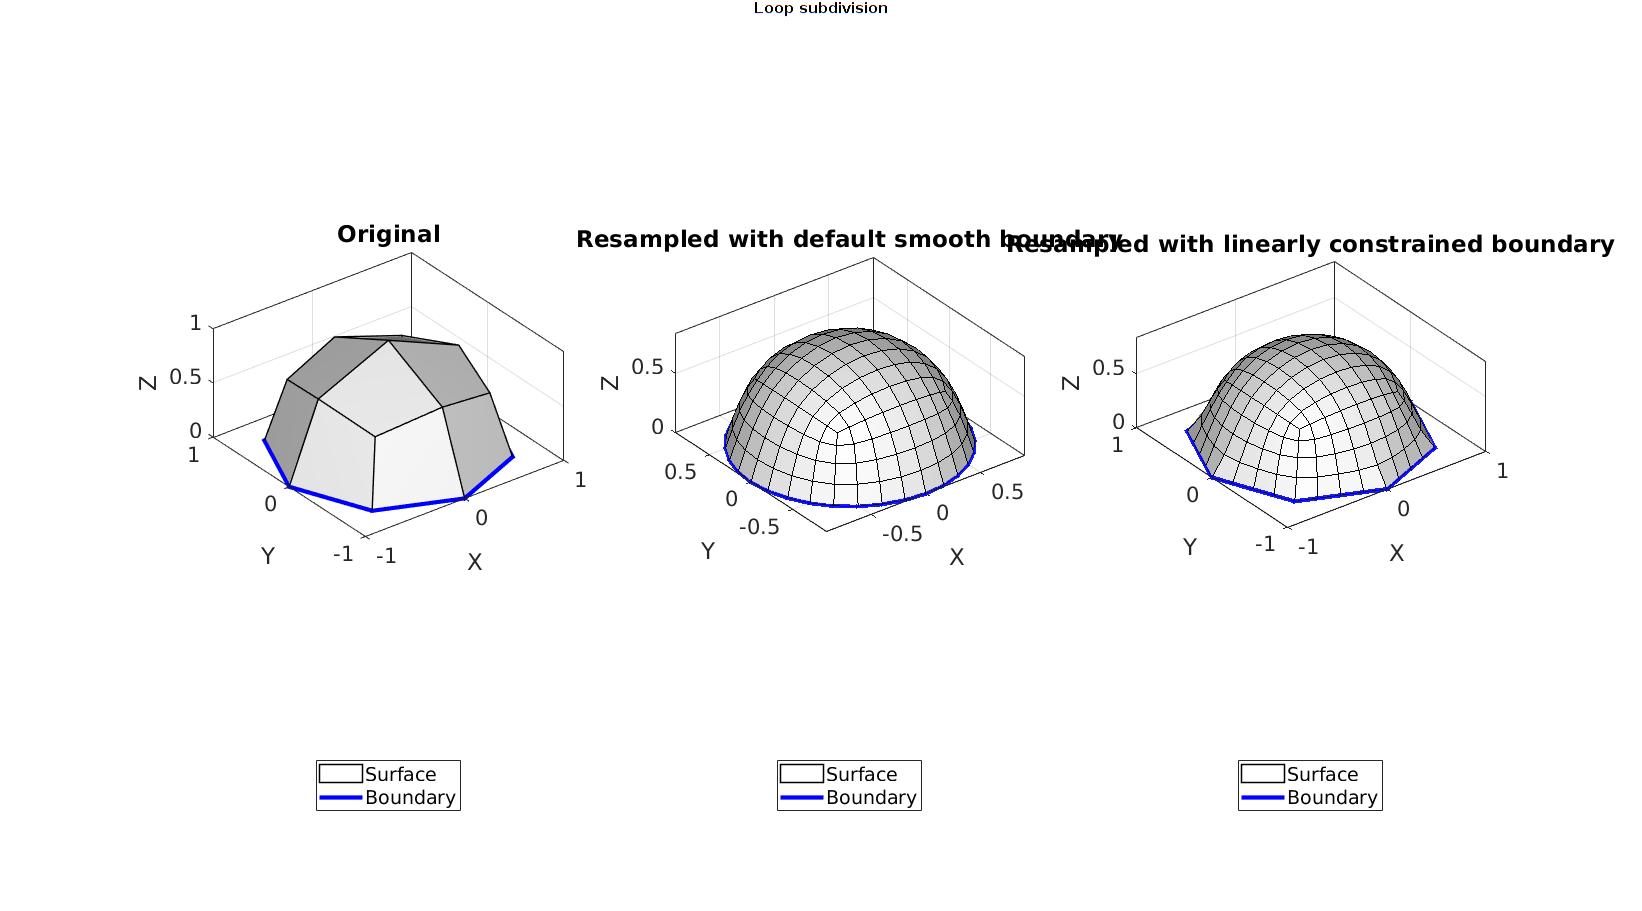 Loop subdivision
Original
1
0.5
0
Z
1
0
-1
Y
-1
0
1
X
Surface
Boundary
Resampled with default smooth boundary
0.5
0
Z
0.5
0
-0.5
Y
-0.5
0
0.5
X
Surface
Boundary
Resampled with linearly constrained boundary
0.5
0
Z
1
0
-1
Y
-1
0
1
X
Surface
Boundary